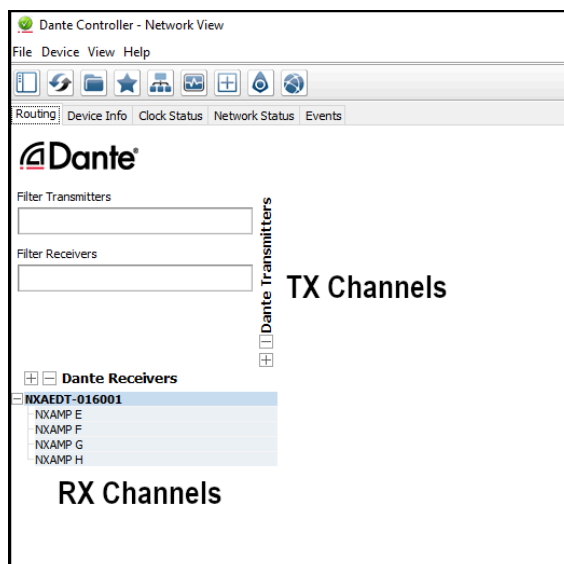 Dante Controller - Network View
File Device View Help
Routing Device Info Clock Status Network Status Events
Dante®
Filter Transmitters
Filter Receivers
Dante Transmitters
TX Channels
Dante Receivers
NXAEDT-016001
NXAMP E
NXAMP F
NXAMP G
NXAMP H
RX Channels